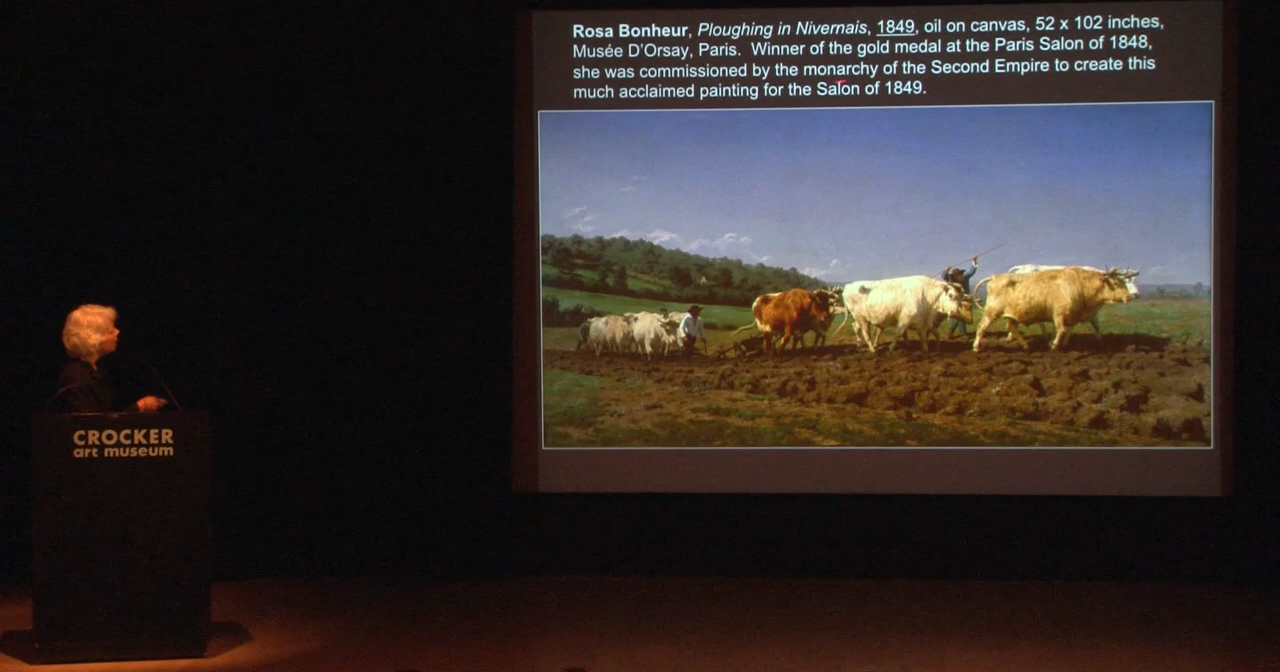 Rosa Bonheur, Ploughing in Nivernais, 1849, oil on canvas, 52 x 102 inches,
Musée D'Orsay, Paris.  Winner of the gold medal at the Paris Salon of 1848,
she was commissioned by the monarchy of the Second Empire to create this
much acclaimed painting for the Salon of 1849.
CROCKER
art museum